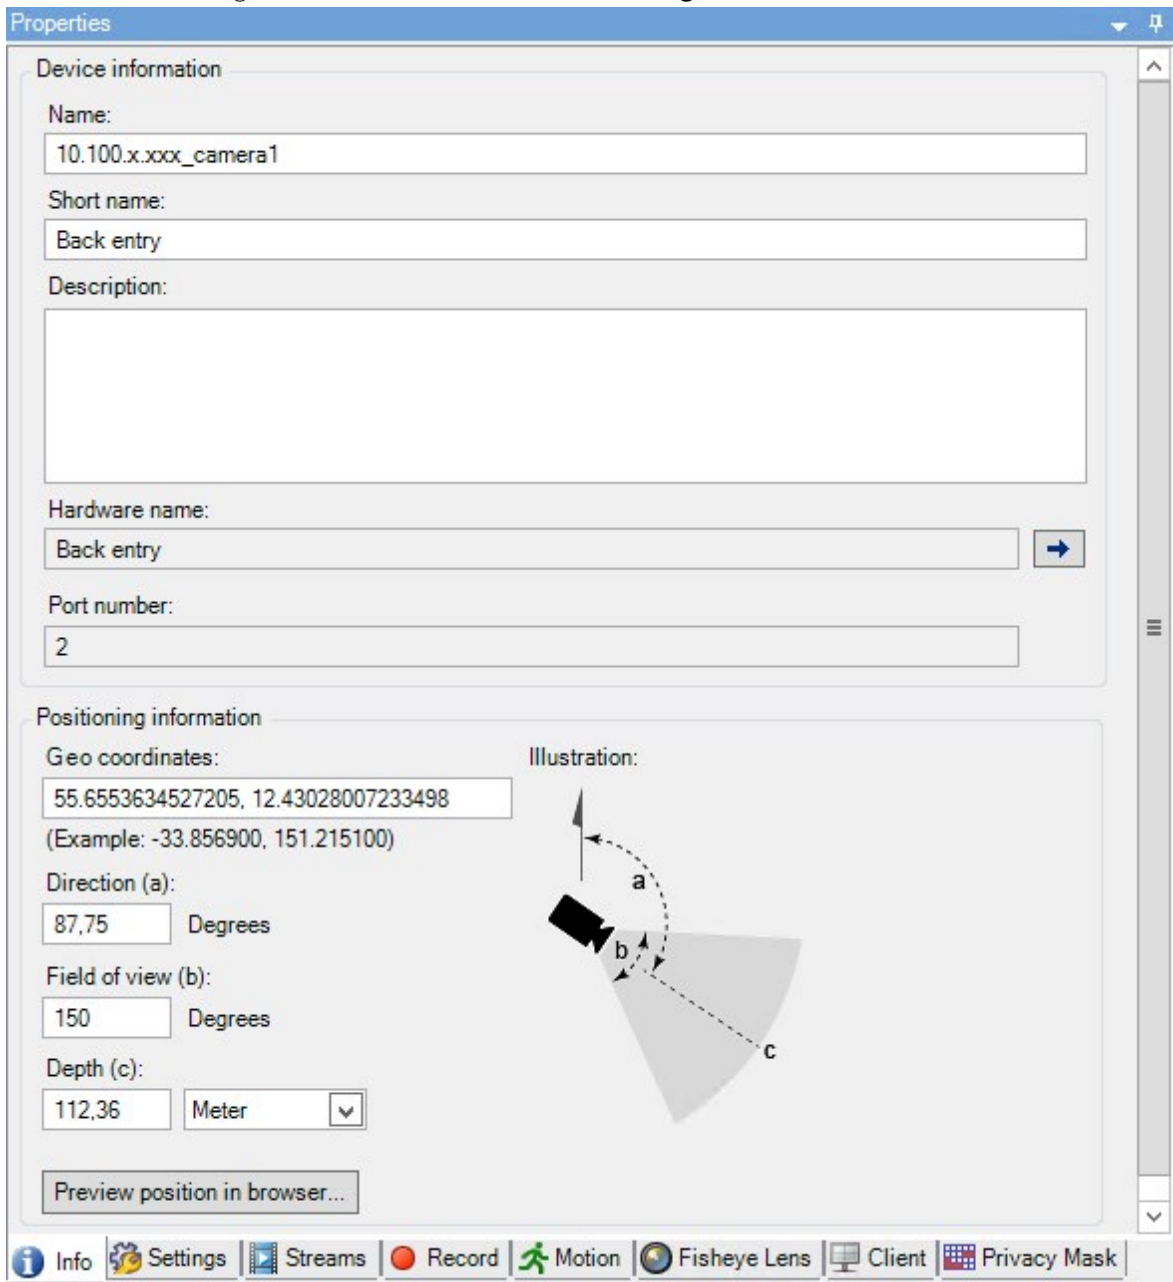 Properties
Device information
Name:
10.100.x.xxx_camera1
Short name:
Back entry
Description:
Hardware name:
Back entry
Port number:
2
Positioning information
Geo coordinates:
55.6553634527205, 12.43028007233498
(Example: -33.856900, 151.215100)
Direction (a):
87,75 Degrees
Field of view (b):
150 Degrees
Depth (c):
112,36 Meter
Illustration:
a
b
c
Preview position in browser...
Info Settings Streams Record Motion Fisheye Lens Client Privacy Mask